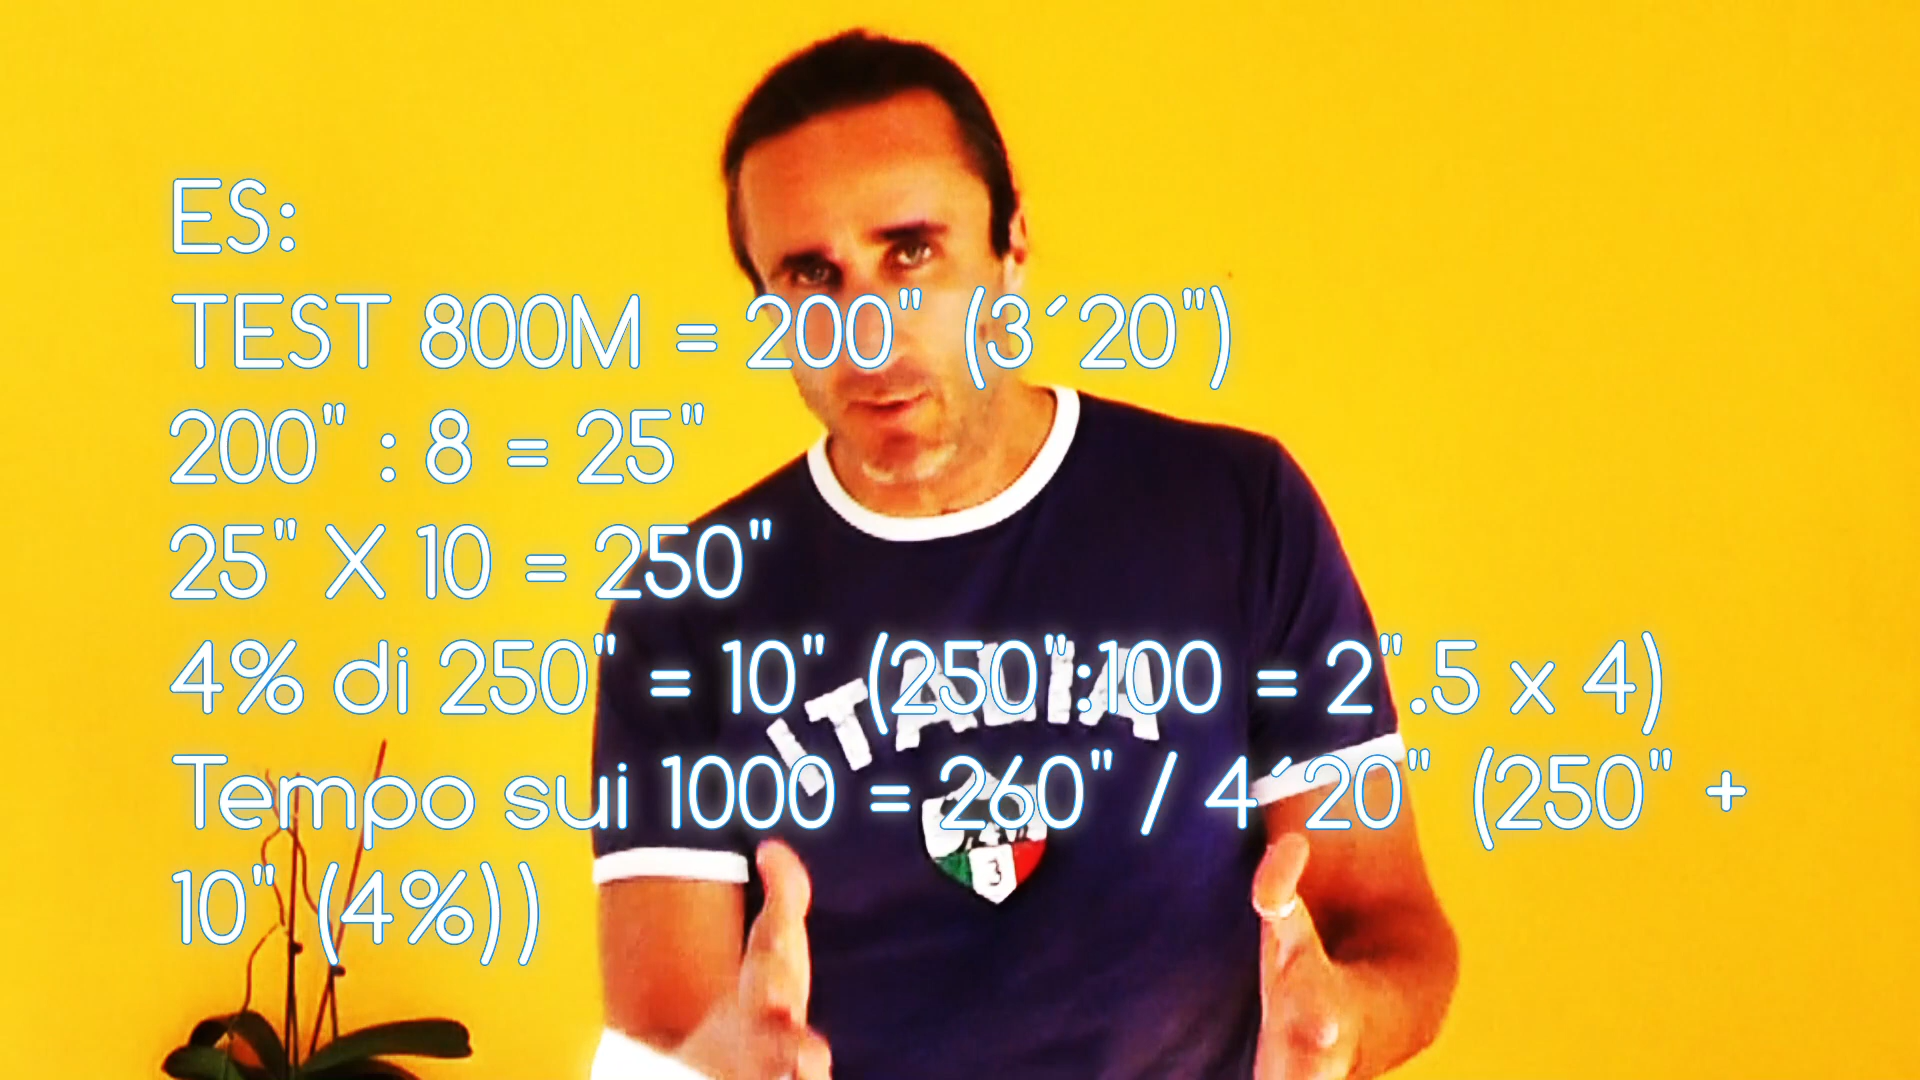 ES:
TEST 800M = 200" (3´20")
200" : 8 = 25"
25" X 10 = 250"
4% di 250" = 10" (250":100 = 2".5 x 4)
Tempo sui 1000 = 260" / 4´20" (250" +
10" (4%))
ITALIA
3